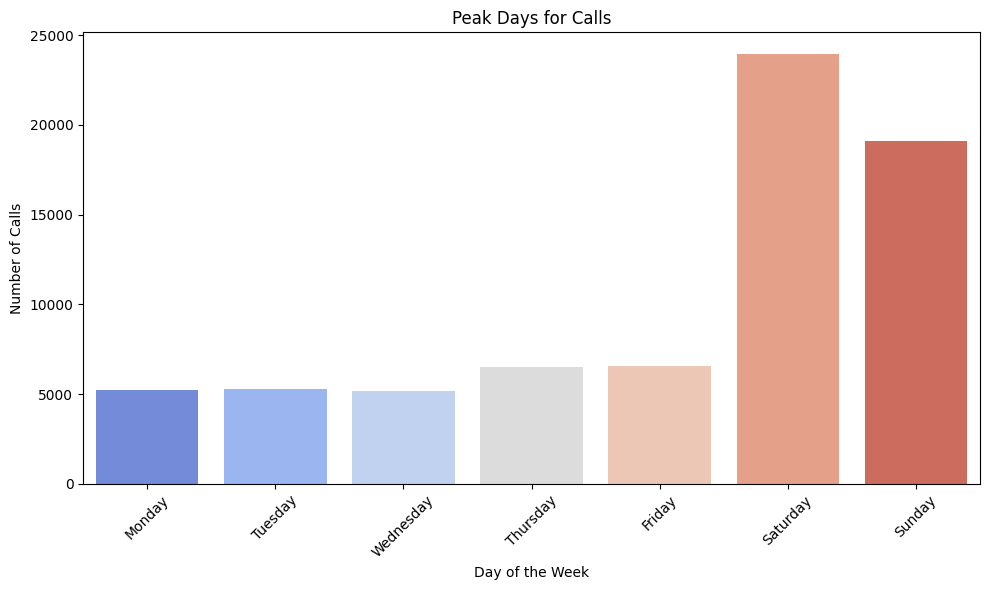 Peak Days for Calls
25000
20000
15000
10000
5000
0
Number of Calls
Monday
Tuesday
Wednesday
Thursday
Friday
Saturday
Sunday
Day of the Week